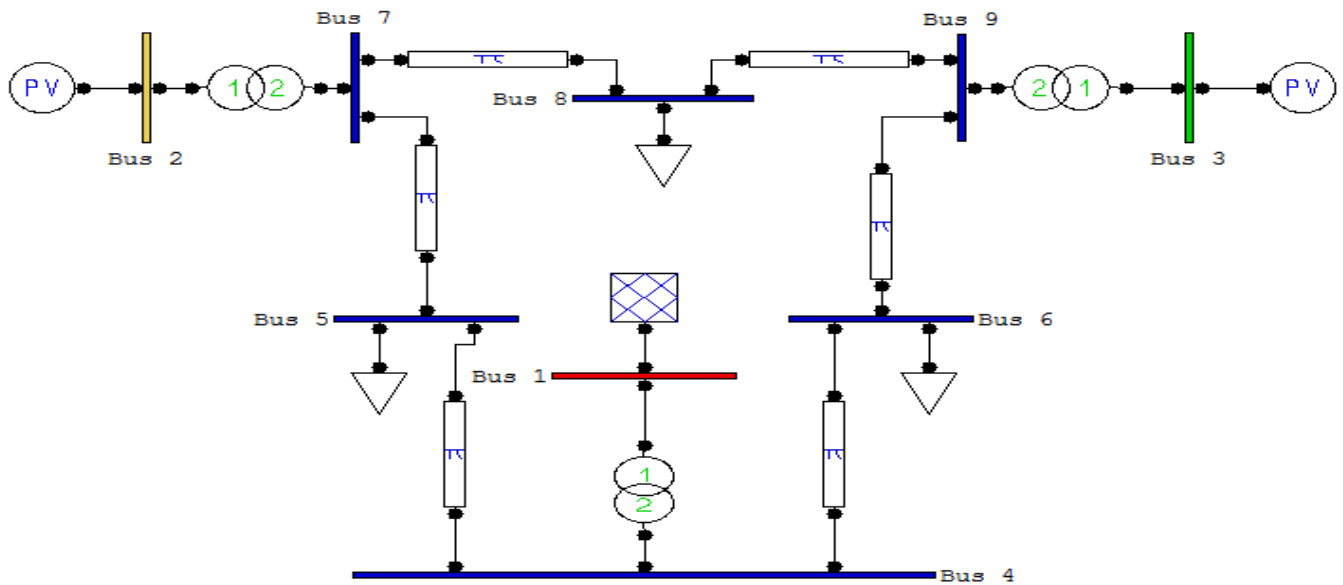 Bus 7
Bus 9
PV
1 2
π
π
2 1
PV
Bus 8
Bus 2
Bus 3
π
π
Bus 5
Bus 6
Bus 1
π
1
2
π
Bus 4